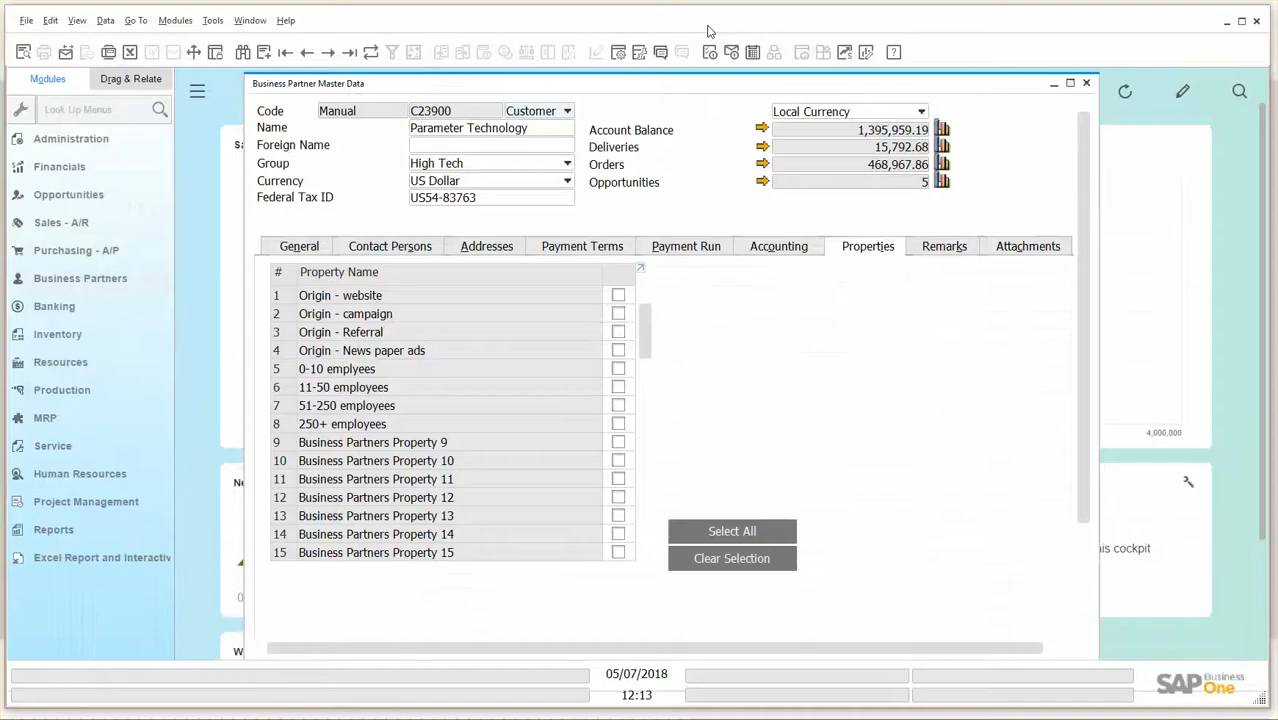 File Edit View Data Go To Modules Tools Window Help
Modules Drag & Relate
Look Up Menus
Administration
Financials
Opportunities
Sales - A/R
Purchasing - A/P
Business Partners
Banking
Inventory
Resources
Production
MRP
Service
Human Resources
Project Management
Reports
Excel Report and Interactiv
Business Partner Master Data
Code Manual C23900 Customer
Name Parameter Technology
Foreign Name
Group High Tech
Currency US Dollar
Federal Tax ID US54-83763
Local Currency
Account Balance 1,395,959.19
Deliveries 15,792.68
Orders 468,967.86
Opportunities 5
General Contact Persons Addresses Payment Terms Payment Run Accounting Properties Remarks Attachments
# Property Name
1 Origin - website
2 Origin - campaign
3 Origin - Referral
4 Origin - News paper ads
5 0-10 emplyees
6 11-50 employees
7 51-250 employees
8 250+ employees
9 Business Partners Property 9
10 Business Partners Property 10
11 Business Partners Property 11
12 Business Partners Property 12
13 Business Partners Property 13
14 Business Partners Property 14
15 Business Partners Property 15
Select All
Clear Selection
4,000,000
his cockpit
Sa
Ne
0
W
05/07/2018
12:13
SAP Business One